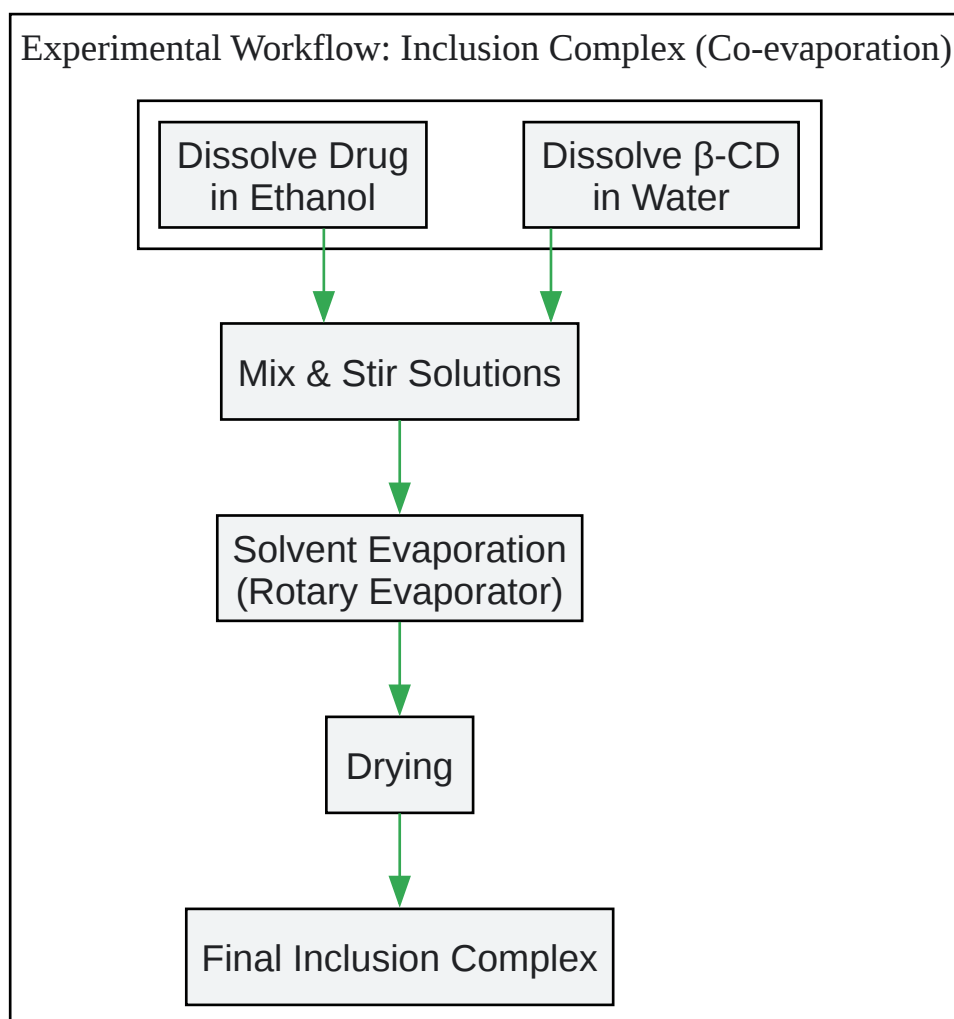 Experimental Workflow: Inclusion Complex (Co-evaporation)
Dissolve Drug
in Ethanol
Dissolve β-CD
in Water
Mix & Stir Solutions
Solvent Evaporation
(Rotary Evaporator)
Drying
Final Inclusion Complex